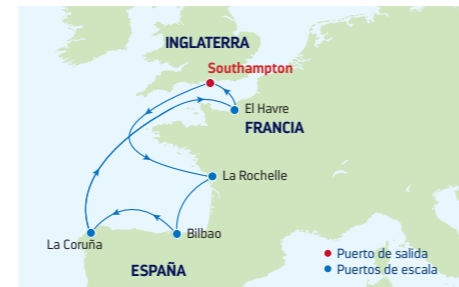 INGLATERRA
Southampton
El Havre
FRANCIA
La Rochelle
La Coruña
Bilbao
ESPAÑA
Puerto de salida
Puertos de escala